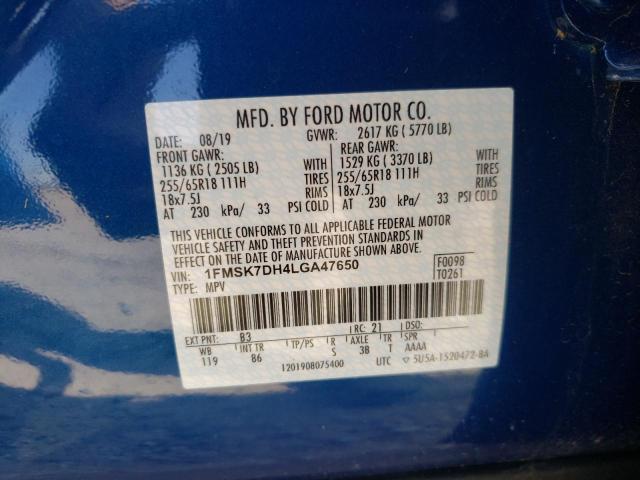 MFD. BY FORD MOTOR CO.
DATE: 08/19 GVWR: 2617 KG ( 5770 LB)
FRONT GAWR: REAR GAWR:
1136 KG ( 2505 LB) WITH 1529 KG ( 3370 LB) WITH
255/65R18 111H TIRES 255/65R18 111H TIRES
18x7.5J RIMS 18x7.5J RIMS
AT 230 kPa/ 33 PSI COLD AT 230 kPa/ 33 PSI COLD
THIS VEHICLE CONFORMS TO ALL APPLICABLE FEDERAL MOTOR
VEHICLE SAFETY AND THEFT PREVENTION STANDARDS IN
EFFECT ON THE DATE OF MANUFACTURE SHOWN ABOVE.
VIN: 1FMSK7DH4LGA47650 F0098
TYPE: MPV T0261
EXT PNT: B3 RC: 21 DSO:
WB INT TR TP/PS R AXLE TR SPR
119 86 S 3B T AAAA
1201908075400 UTC ▽ 5U5A-1520472-BA